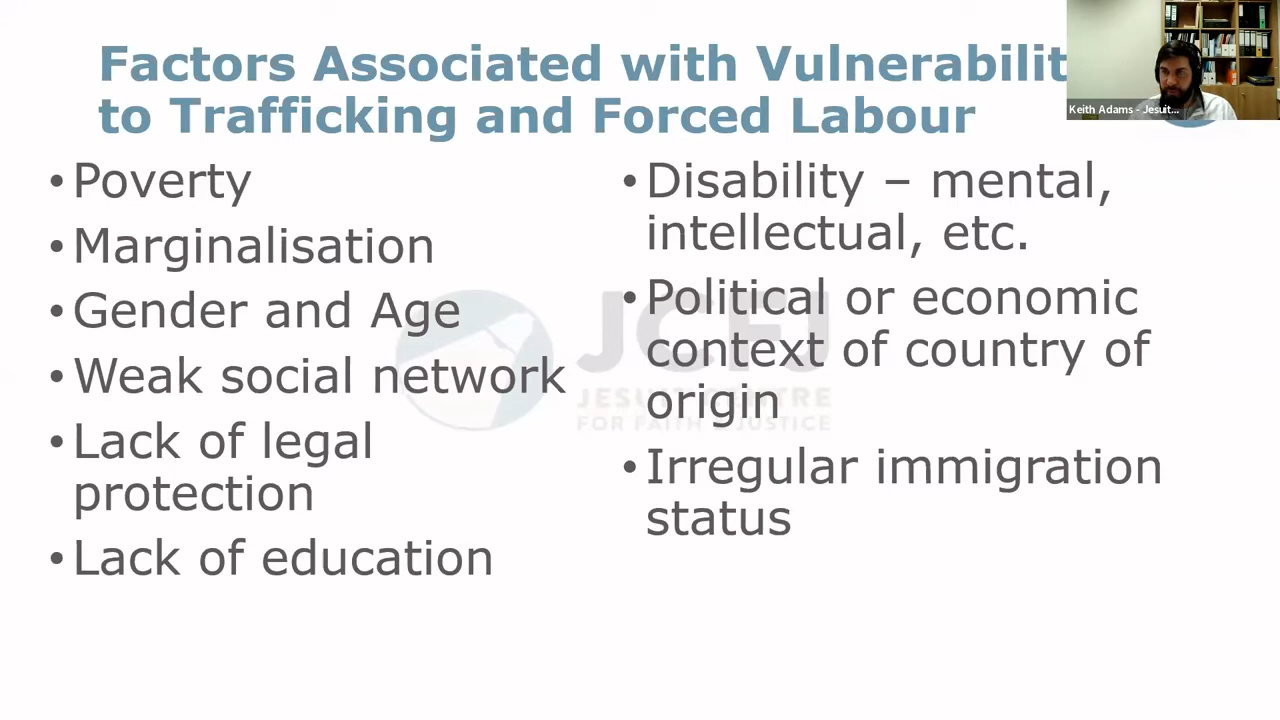 Factors Associated with Vulnerabilit
to Trafficking and Forced Labour
Keith Adams - Jesuit...
• Poverty
• Marginalisation
• Gender and Age
• Weak social network
• Lack of legal
protection
• Lack of education
• Disability – mental,
intellectual, etc.
• Political or economic
context of country of
origin
• Irregular immigration
status
JCFJ
JESUIT CENTRE
FOR FAITH & JUSTICE